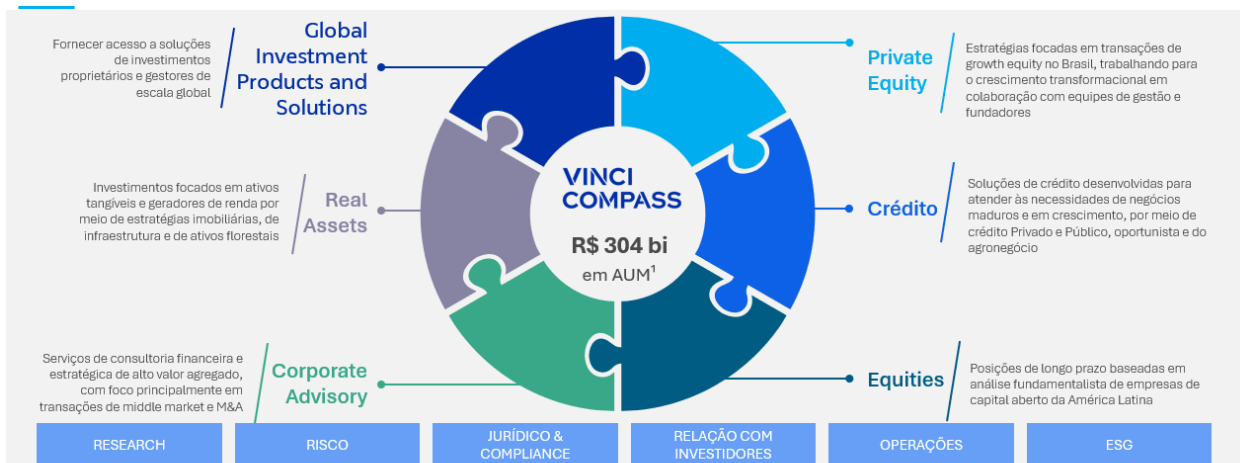 Fornecer acesso a soluções
de investimentos
proprietários e gestores de
escala global
Global
Investment
Products and
Solutions
Private
Equity
Estratégias focadas em transações de
growth equity no Brasil, trabalhando para
o crescimento transformacional em
colaboração com equipes de gestão e
fundadores
Investimentos focados em ativos
tangíveis e geradores de renda por
meio de estratégias imobiliárias, de
infraestrutura e de ativos florestais
Real
Assets
VINCI
COMPASS
R$ 304 bi
em AUM¹
Crédito
Soluções de crédito desenvolvidas para
atender às necessidades de negócios
maduros e em crescimento, por meio de
crédito Privado e Público, oportunista e do
agronegócio
Serviços de consultoria financeira e
estratégica de alto valor agregado,
com foco principalmente em
transações de middle market e M&A
Corporate
Advisory
Equities
Posições de longo prazo baseadas em
análise fundamentalista de empresas de
capital aberto da América Latina
RESEARCH
RISCO
JURÍDICO &
COMPLIANCE
RELAÇÃO COM
INVESTIDORES
OPERAÇÕES
ESG